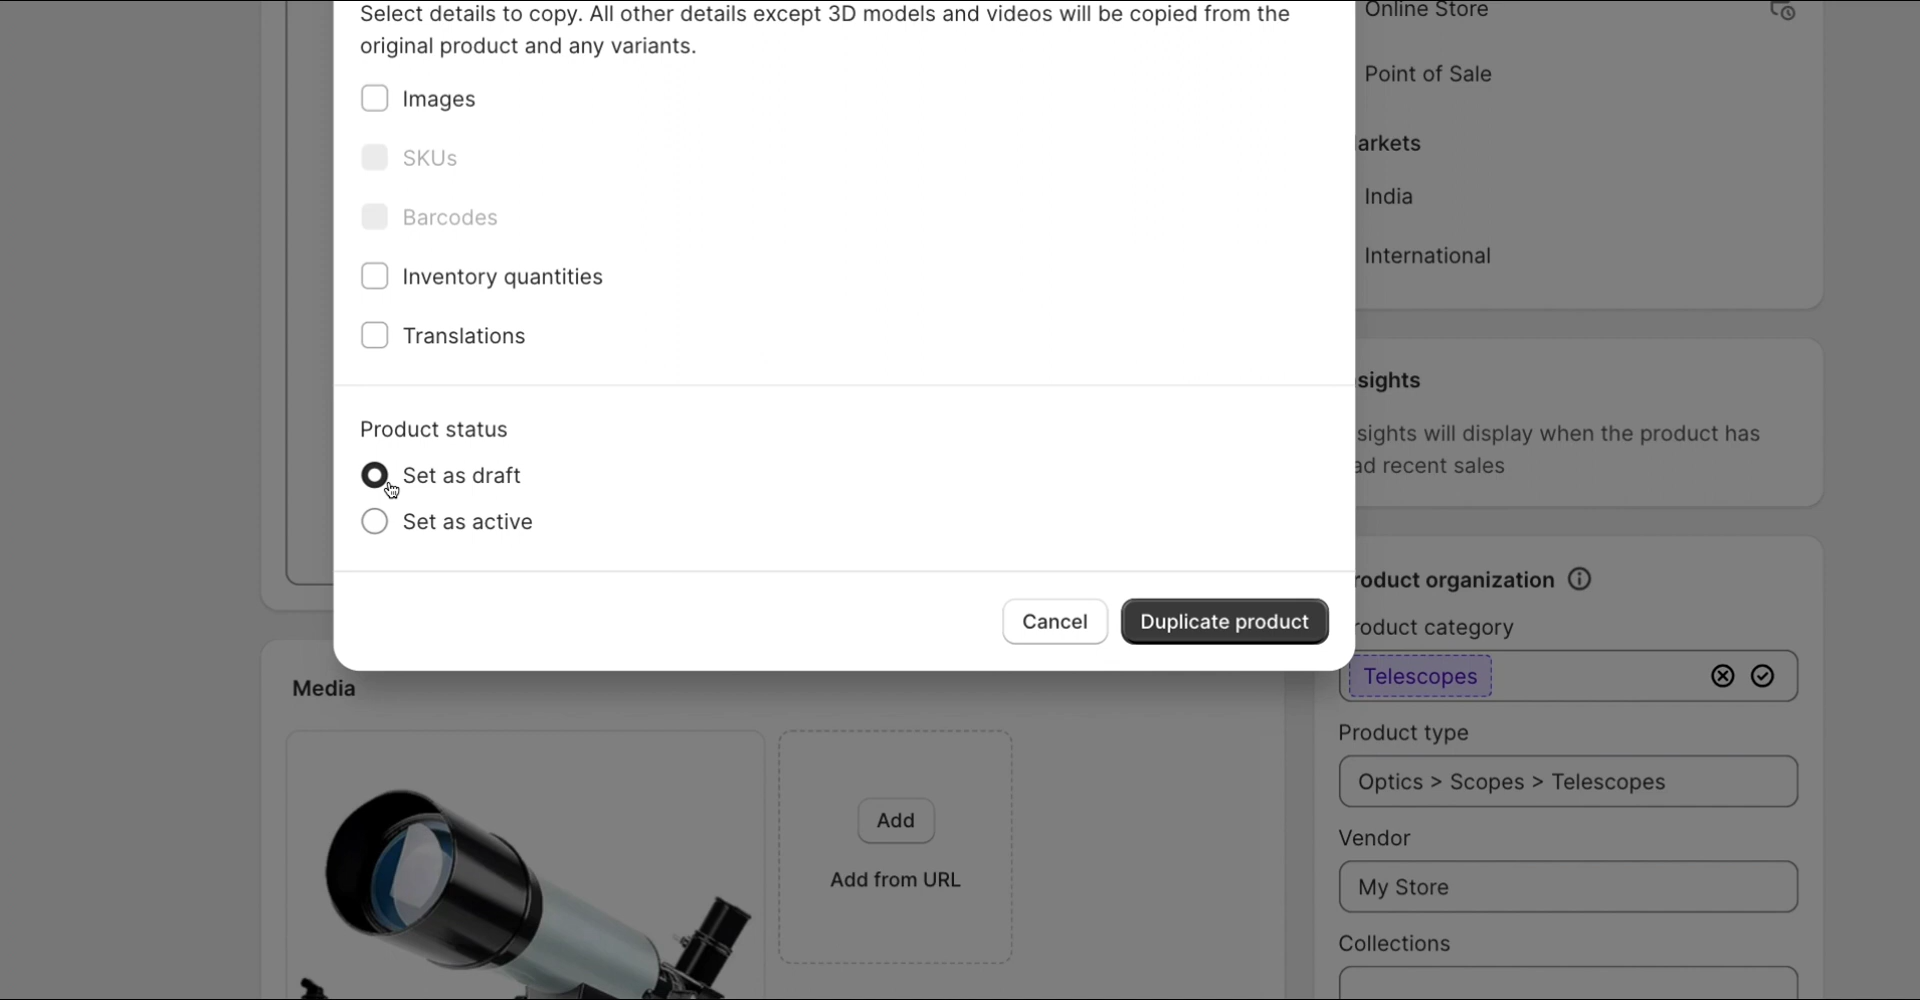 Select details to copy. All other details except 3D models and videos will be copied from the
original product and any variants.
Images
SKUs
Barcodes
Inventory quantities
Translations
Product status
Set as draft
Set as active
Cancel
Duplicate product
Media
Add
Add from URL
Online Store
Point of Sale
arkets
India
International
sights
sights will display when the product has
ad recent sales
roduct organization
roduct category
Telescopes
Product type
Optics > Scopes > Telescopes
Vendor
My Store
Collections